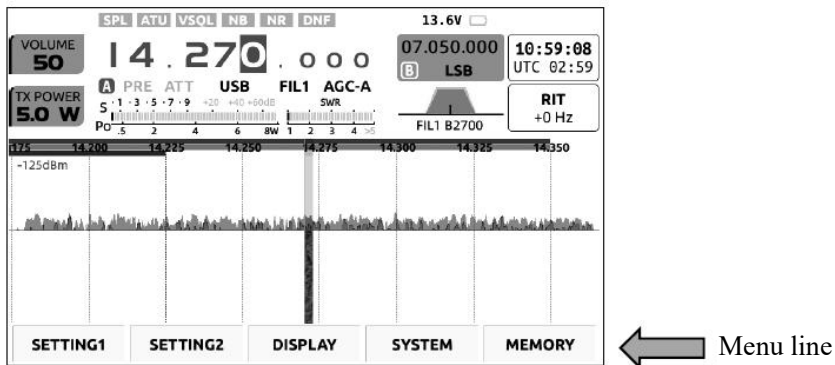 SPL ATU VSQL NB NR DNF 13.6V
VOLUME
50
14.270.000
07.050.000
B LSB
10:59:08
UTC 02:59
A PRE ATT USB FIL1 AGC-A
TX POWER
5.0 W
S 1 3 5 7 9 +20 +40 +60dB SWR
Po .5 2 4 6 8W 1 2 3 4 >5
FIL1 B2700
RIT
+0 Hz
175 14.200 14.225 14.250 14.275 14.300 14.325 14.350
-125dBm
SETTING1 SETTING2 DISPLAY SYSTEM MEMORY
Menu line